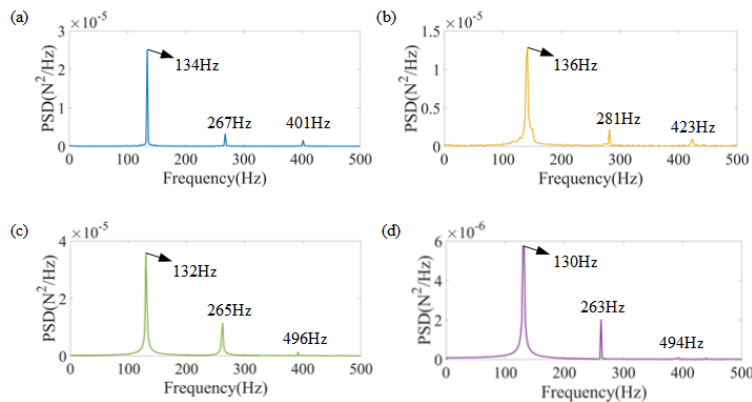 (a)
×10⁻⁵
3
2
1
0
PSD(N²/Hz)
134Hz
267Hz
401Hz
0 100 200 300 400 500
Frequency(Hz)
(b)
×10⁻⁵
1.5
1
0.5
0
PSD(N²/Hz)
136Hz
281Hz
423Hz
0 100 200 300 400 500
Frequency(Hz)
(c)
×10⁻⁵
4
2
0
PSD(N²/Hz)
132Hz
265Hz
496Hz
0 100 200 300 400 500
Frequency(Hz)
(d)
×10⁻⁶
6
4
2
0
PSD(N²/Hz)
130Hz
263Hz
494Hz
0 100 200 300 400 500
Frequency(Hz)